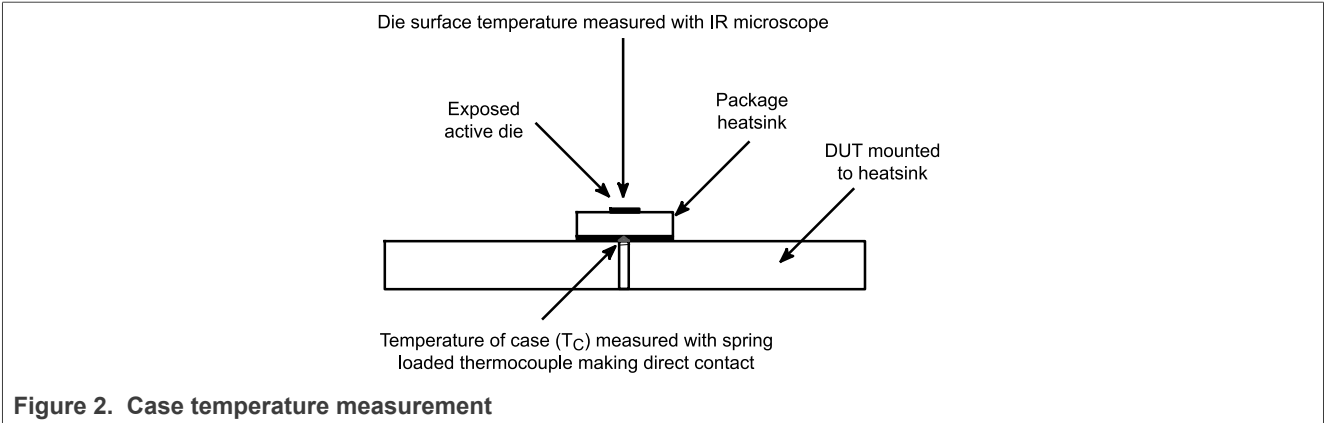 Die surface temperature measured with IR microscope
Exposed
active die
Package
heatsink
DUT mounted
to heatsink
Temperature of case (TC) measured with spring
loaded thermocouple making direct contact
Figure 2. Case temperature measurement